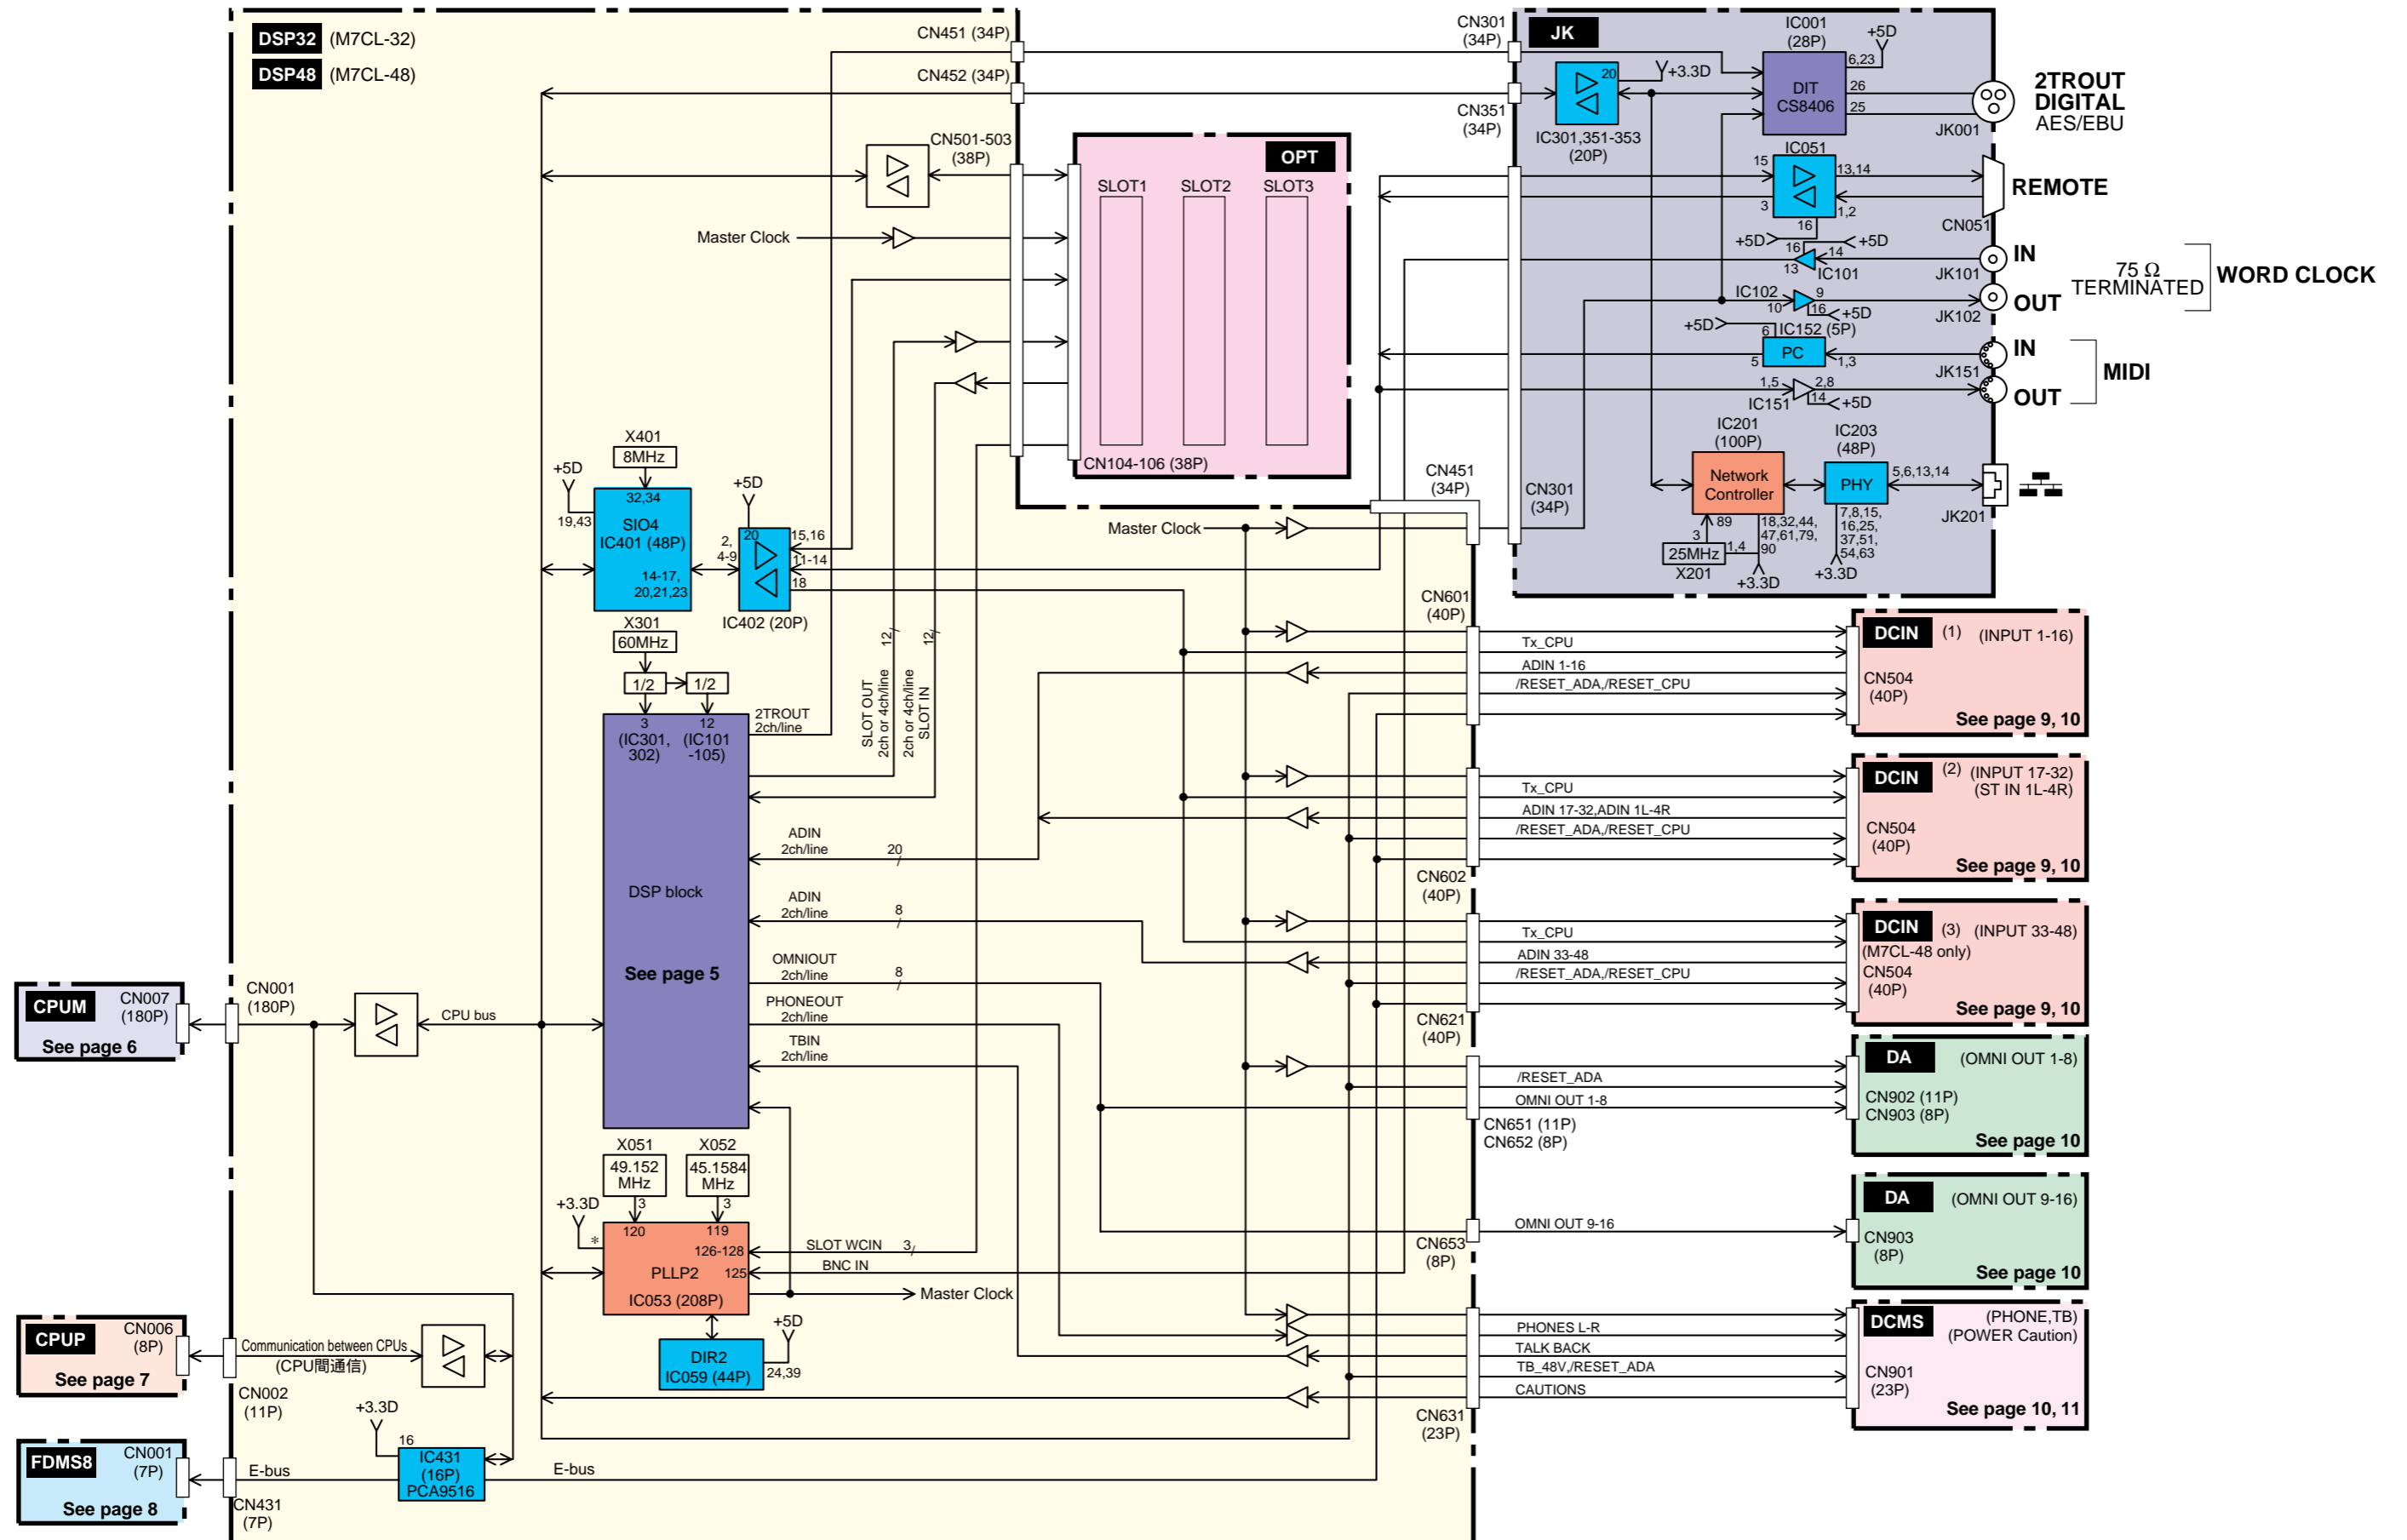 DSP32 (M7CL-32)
DSP48 (M7CL-48)
CN451 (34P)
CN452 (34P)
CN301
(34P)
CN351
(34P)
JK
IC001
(28P)
+5D
6,23
DIT
CS8406
26
25
JK001
2TROUT
DIGITAL
AES/EBU
20
+3.3D
IC301,351-353
(20P)
IC051
15
13,14
3
1,2
16
+5D
CN051
REMOTE
+5D
16
14
13
IC101
JK101
IN
75 Ω
TERMINATED
WORD CLOCK
IC102
9
10
16
+5D
JK102
OUT
+5D
6
IC152 (5P)
PC
5
1,3
JK151
IN
MIDI
1,5
2,8
IC151
14
+5D
OUT
IC201
(100P)
IC203
(48P)
Network
Controller
PHY
5,6,13,14
JK201
3
89
18,32,44,
47,61,79,
90
7,8,15,
16,25,
37,51,
54,63
25MHz
1,4
X201
+3.3D
+3.3D
CN501-503
(38P)
OPT
SLOT1
SLOT2
SLOT3
CN104-106 (38P)
Master Clock
CN451
(34P)
CN301
(34P)
Master Clock
X401
8MHz
+5D
32,34
19,43
SIO4
IC401 (48P)
14-17,
20,21,23
+5D
20
2,
4-9
15,16
11-14
18
IC402 (20P)
X301
60MHz
1/2
1/2
3
(IC301,
302)
12
(IC101
-105)
2TROUT
2ch/line
SLOT OUT
2ch or 4ch/line
12
2ch or 4ch/line
SLOT IN
12
ADIN
2ch/line
20
DSP block
ADIN
2ch/line
8
See page 5
OMNIOUT
2ch/line
8
PHONEOUT
2ch/line
TBIN
2ch/line
CN601
(40P)
Tx_CPU
ADIN 1-16
/RESET_ADA,/RESET_CPU
DCIN (1) (INPUT 1-16)
CN504
(40P)
See page 9, 10
Tx_CPU
ADIN 17-32,ADIN 1L-4R
/RESET_ADA,/RESET_CPU
CN602
(40P)
DCIN (2) (INPUT 17-32)
(ST IN 1L-4R)
CN504
(40P)
See page 9, 10
Tx_CPU
ADIN 33-48
/RESET_ADA,/RESET_CPU
CN621
(40P)
DCIN (3) (INPUT 33-48)
(M7CL-48 only)
CN504
(40P)
See page 9, 10
/RESET_ADA
OMNI OUT 1-8
CN651 (11P)
CN652 (8P)
DA (OMNI OUT 1-8)
CN902 (11P)
CN903 (8P)
See page 10
OMNI OUT 9-16
CN653
(8P)
DA (OMNI OUT 9-16)
CN903
(8P)
See page 10
PHONES L-R
TALK BACK
TB_48V,/RESET_ADA
CAUTIONS
CN631
(23P)
DCMS (PHONE,TB)
(POWER Caution)
CN901
(23P)
See page 10, 11
CPUM
CN007
(180P)
See page 6
CN001
(180P)
CPU bus
X051
49.152
MHz
3
X052
45.1584
MHz
3
+3.3D
*
120
119
126-128
PLLP2
125
IC053 (208P)
SLOT WCIN
3
BNC IN
Master Clock
DIR2
IC059 (44P)
+5D
24,39
CPUP
CN006
(8P)
See page 7
Communication between CPUs
(CPU間通信)
CN002
(11P)
+3.3D
16
IC431
(16P)
PCA9516
FDMS8
CN001
(7P)
See page 8
E-bus
E-bus
CN431
(7P)